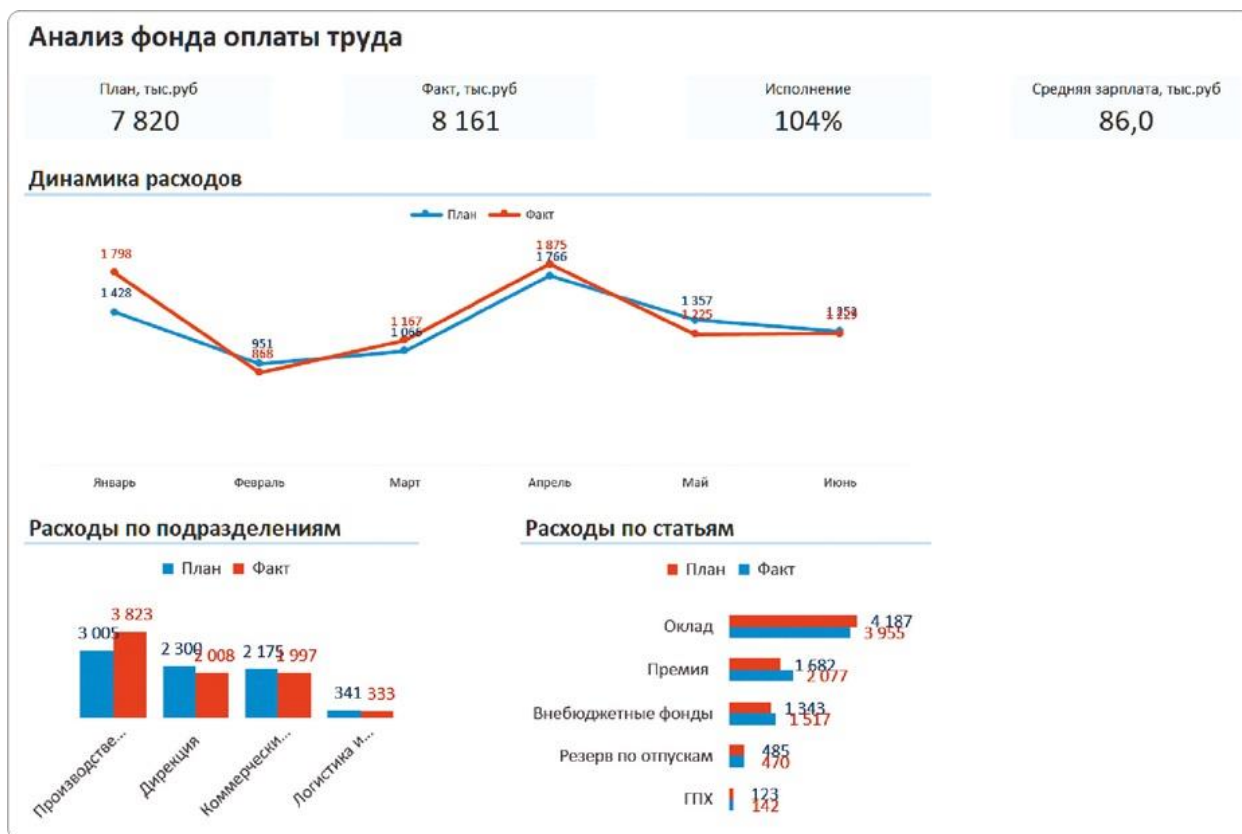 Анализ фонда оплаты труда
План, тыс.руб
7 820
Факт, тыс.руб
8 161
Исполнение
104%
Средняя зарплата, тыс.руб
86,0
Динамика расходов
План
Факт
1 798
1 428
951
868
1 167
1 066
1 875
1 766
1 357
1 225
Январь
Февраль
Март
Апрель
Май
Июнь
Расходы по подразделениям
План
Факт
3 005
3 823
2 300
2 008
2 175
1 997
341
333
Производстве...
Дирекция
Коммерчески...
Логистика и...
Расходы по статьям
План
Факт
Оклад
4 187
3 955
Премия
1 682
2 077
Внебюджетные фонды
1 343
1 517
Резерв по отпускам
485
470
ГПХ
123
142